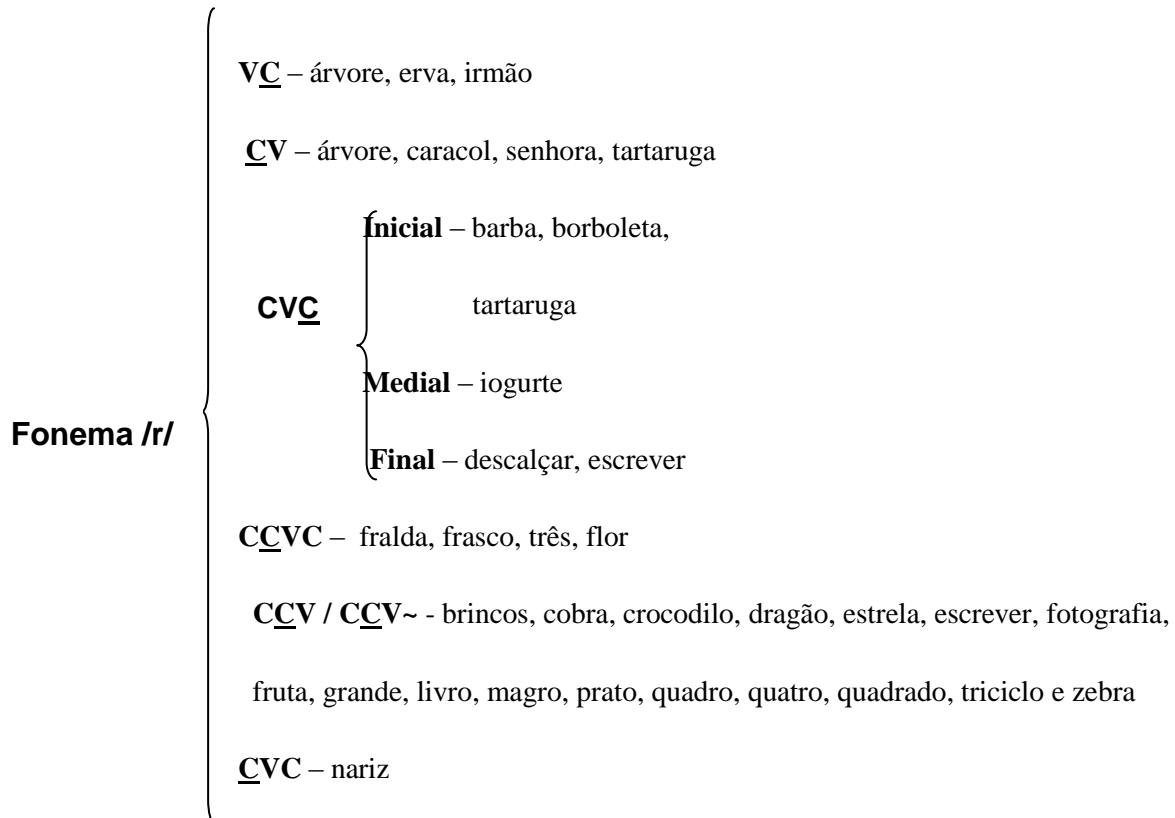 VC – árvore, erva, irmão
CV – árvore, caracol, senhora, tartaruga
Inicial – barba, borboleta,
CVC tartaruga
Medial – iogurte
Fonema /r/
Final – descalçar, escrever
CCVC – fralda, frasco, três, flor
CCV / CCV~ - brincos, cobra, crocodilo, dragão, estrela, escrever, fotografia,
fruta, grande, livro, magro, prato, quadro, quatro, quadrado, triciclo e zebra
CVC – nariz